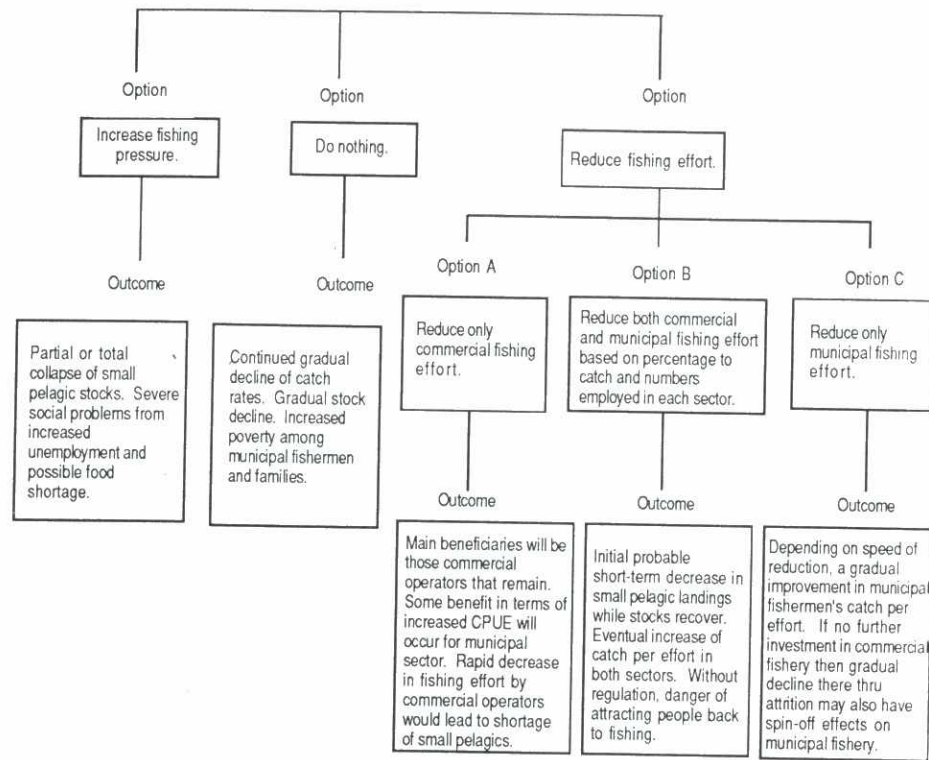 Option
Increase fishing
pressure.
Outcome
Partial or total
collapse of small
pelagic stocks. Severe
social problems from
increased
unemployment and
possible food
shortage.
Option
Do nothing.
Outcome
Continued gradual
decline of catch
rates. Gradual stock
decline. Increased
poverty among
municipal fishermen
and families.
Option
Reduce fishing effort.
Option A
Reduce only
commercial fishing
effort.
Outcome
Main beneficiaries will be
those commercial
operators that remain.
Some benefit in terms of
increased CPUE will
occur for municipal
sector. Rapid decrease
in fishing effort by
commercial operators
would lead to shortage
of small pelagics.
Option B
Reduce both commercial
and municipal fishing effort
based on percentage to
catch and numbers
employed in each sector.
Outcome
Initial probable
short-term decrease in
small pelagic landings
while stocks recover.
Eventual increase of
catch per effort in
both sectors. Without
regulation, danger of
attracting people back
to fishing.
Option C
Reduce only
municipal fishing
effort.
Outcome
Depending on speed of
reduction, a gradual
improvement in municipal
fishermen's catch per
effort. If no further
investment in commercial
fishery then gradual
decline there thru
attrition may also have
spin-off effects on
municipal fishery.